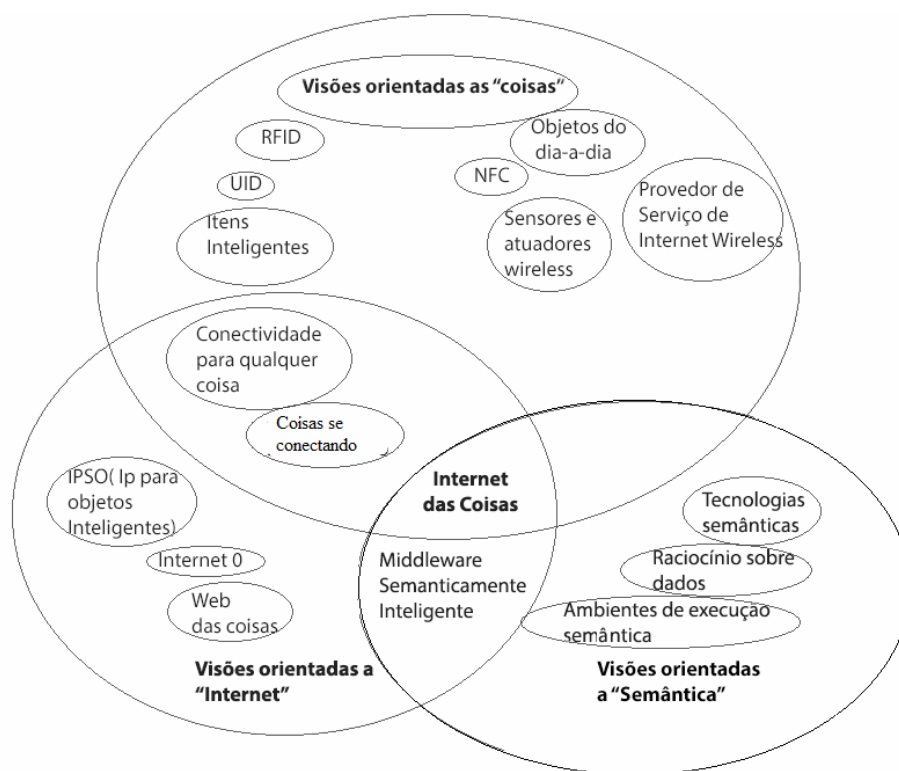 Visões orientadas as “coisas”
RFID
UID
Itens
Inteligentes
Objetos do
dia-a-dia
NFC
Sensores e
atuadores
wireless
Provedor de
Serviço de
Internet Wireless
Conectividade
para qualquer
coisa
Coisas se
conectando
Internet
das Coisas
IPSO( Ip para
objetos
Inteligentes)
Internet 0
Web
das coisas
Visões orientadas a
“Internet”
Middleware
Semanticamente
Inteligente
Tecnologias
semânticas
Raciocínio sobre
dados
Ambientes de execução
semântica
Visões orientadas
a “Semântica”